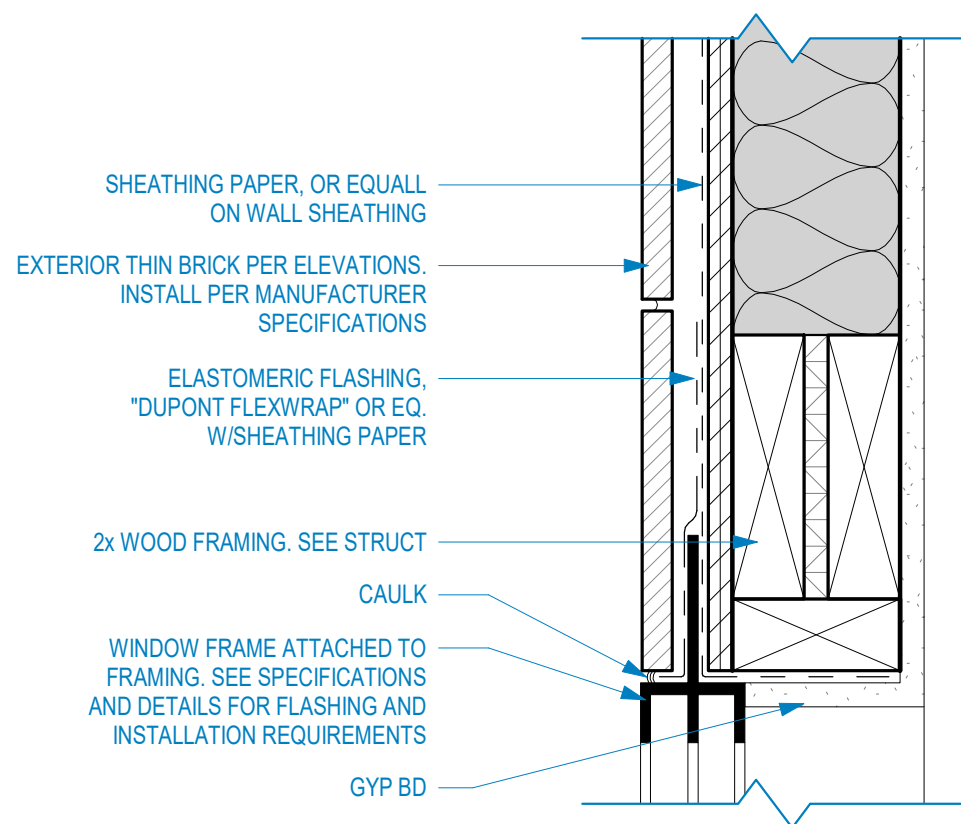 SHEATHING PAPER, OR EQUALL
ON WALL SHEATHING
EXTERIOR THIN BRICK PER ELEVATIONS.
INSTALL PER MANUFACTURER
SPECIFICATIONS
ELASTOMERIC FLASHING,
"DUPONT FLEXWRAP" OR EQ.
W/SHEATHING PAPER
2x WOOD FRAMING. SEE STRUCT
CAULK
WINDOW FRAME ATTACHED TO
FRAMING. SEE SPECIFICATIONS
AND DETAILS FOR FLASHING AND
INSTALLATION REQUIREMENTS
GYP BD